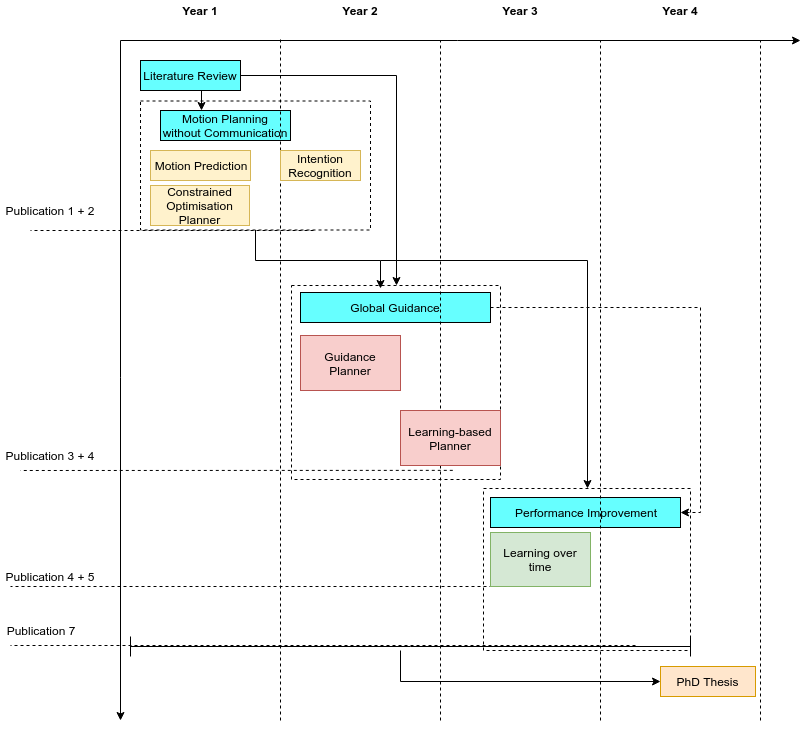 Year 1
Year 2
Year 3
Year 4
Literature Review
Motion Planning
without Communication
Motion Prediction
Intention
Recognition
Constrained
Optimisation
Planner
Publication 1 + 2
Global Guidance
Guidance
Planner
Learning-based
Planner
Publication 3 + 4
Performance Improvement
Learning over
time
Publication 4 + 5
Publication 7
PhD Thesis